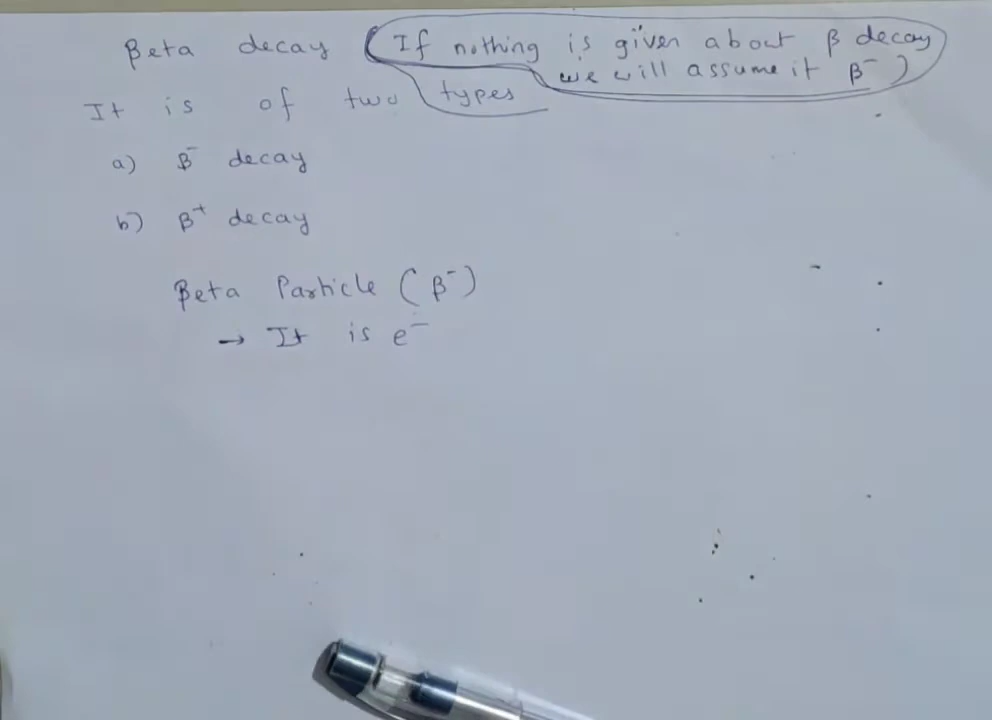 Beta decay (If nothing is given about β decay
we will assume it β⁻)
It is of two types
a) β⁻ decay
b) β⁺ decay
Beta Particle (β⁻)
→ It is e⁻